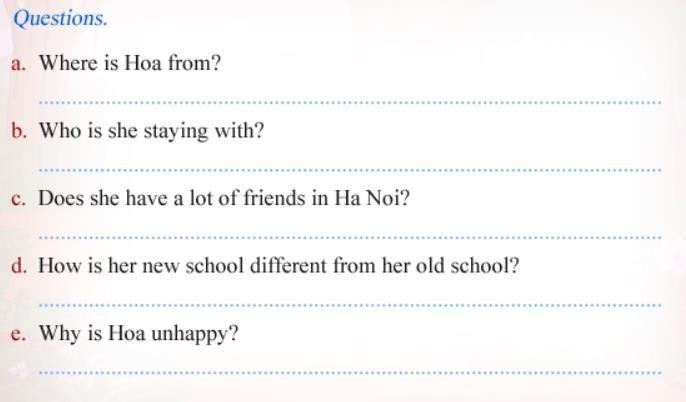 Questions.
a. Where is Hoa from?
b. Who is she staying with?
c. Does she have a lot of friends in Ha Noi?
d. How is her new school different from her old school?
e. Why is Hoa unhappy?